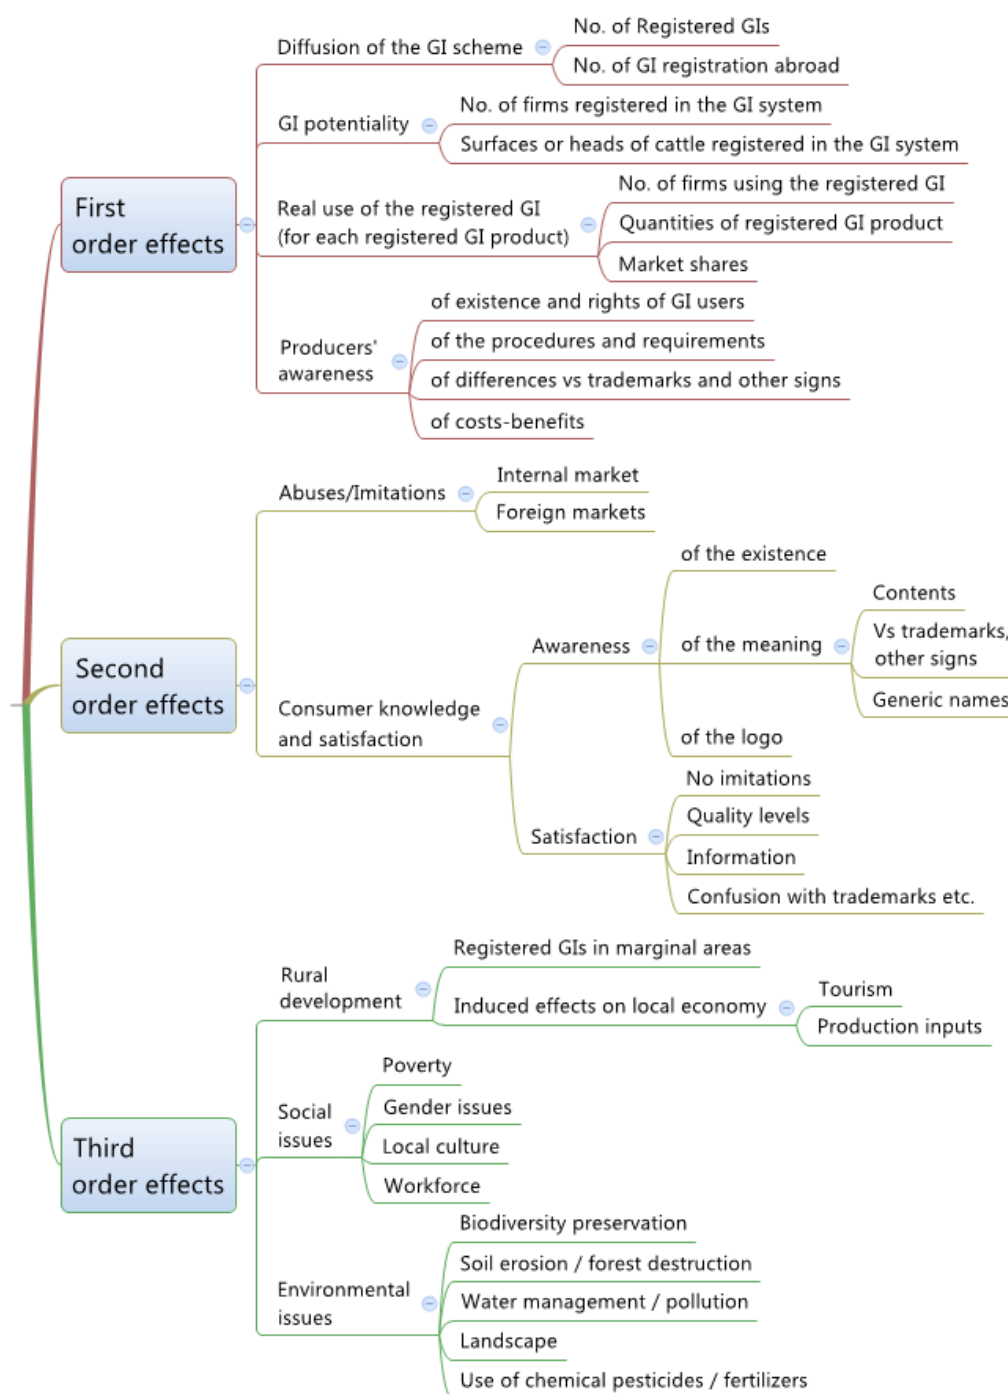 No. of Registered GIs
Diffusion of the GI scheme
No. of GI registration abroad
No. of firms registered in the GI system
GI potentiality
Surfaces or heads of cattle registered in the GI system
First
order effects
No. of firms using the registered GI
Real use of the registered GI
(for each registered GI product)
Quantities of registered GI product
Market shares
of existence and rights of GI users
Producers'
awareness
of the procedures and requirements
of differences vs trademarks and other signs
of costs-benefits
Internal market
Abuses/Imitations
Foreign markets
Second
order effects
Consumer knowledge
and satisfaction
of the existence
Awareness
of the meaning
Contents
Vs trademarks,
other signs
Generic names
of the logo
No imitations
Quality levels
Satisfaction
Information
Confusion with trademarks etc.
Registered GIs in marginal areas
Rural
development
Induced effects on local economy
Tourism
Production inputs
Third
order effects
Poverty
Social
issues
Gender issues
Local culture
Workforce
Biodiversity preservation
Soil erosion / forest destruction
Environmental
issues
Water management / pollution
Landscape
Use of chemical pesticides / fertilizers